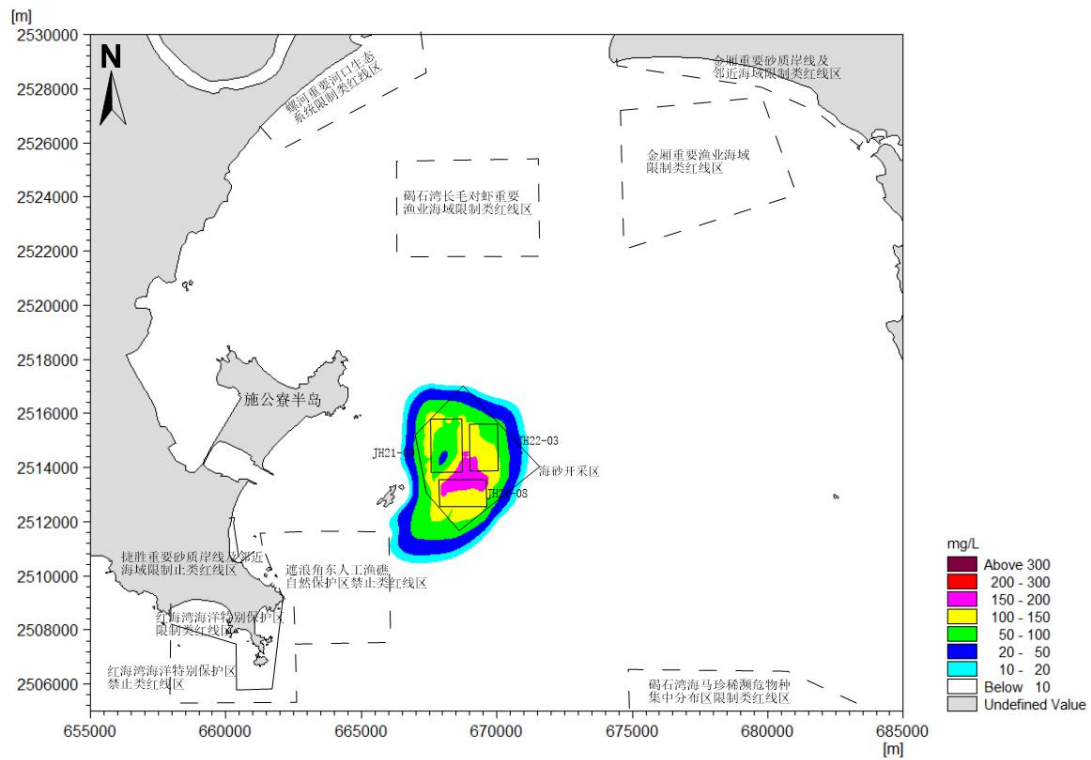 [m]
2530000
2528000
2526000
2524000
2522000
2520000
2518000
2516000
2514000
2512000
2510000
2508000
2506000
N
螺河重要河口生态
系统限制类红线区
金厢重要砂质岸线及
邻近海域限制类红线区
金厢重要渔业海域
限制类红线区
碣石湾长毛对虾重要
渔业海域限制类红线区
施公寮半岛
JH22-03
海砂开采区
捷胜重要砂质岸线及邻近
海域限制止类红线区
遮浪角东人工渔礁
自然保护区禁止类红线区
红海湾海洋特别保护区
限制类红线区
红海湾海洋特别保护区
禁止类红线区
碣石湾海马珍稀濒危物种
集中分布区限制类红线区
655000 660000 665000 670000 675000 680000 685000
[m]
mg/L
Above 300
200 - 300
150 - 200
100 - 150
50 - 100
20 - 50
10 - 20
Below 10
Undefined Value